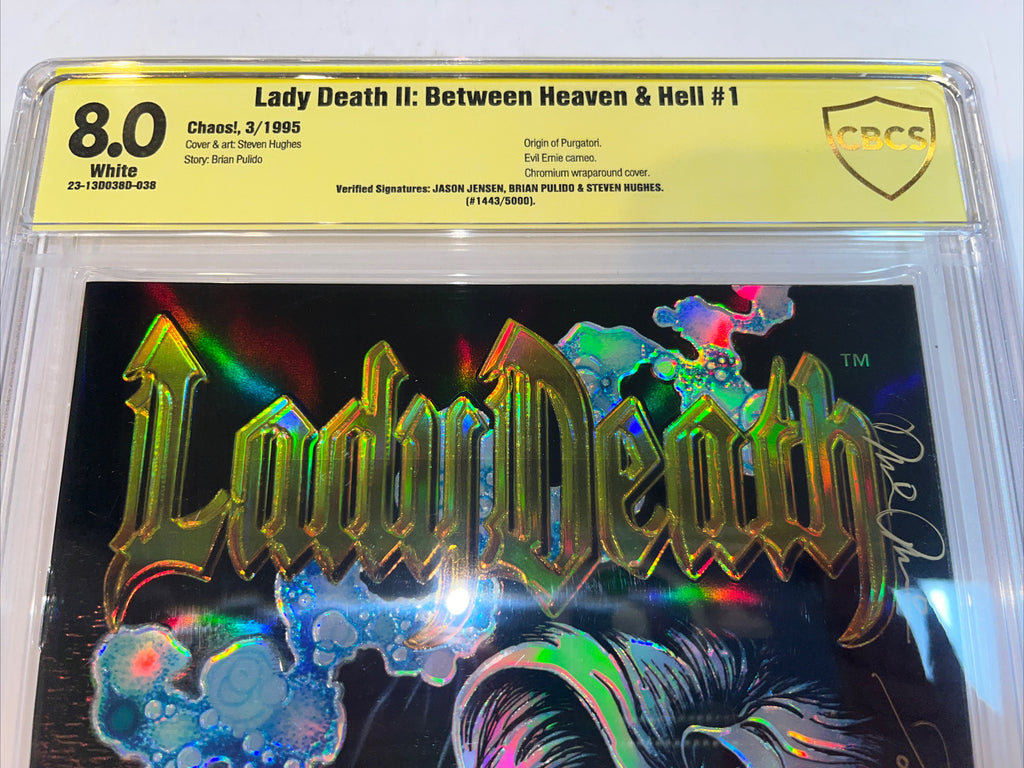 Lady Death II: Between Heaven & Hell #1
8.0
White
23-13D038D-038
Chaos!, 3/1995
Cover & art: Steven Hughes
Story: Brian Pulido
Origin of Purgatori.
Evil Ernie cameo.
Chromium wraparound cover.
Verified Signatures: JASON JENSEN, BRIAN PULIDO & STEVEN HUGHES.
(#1443/5000).
CBCS
Lady Death TM